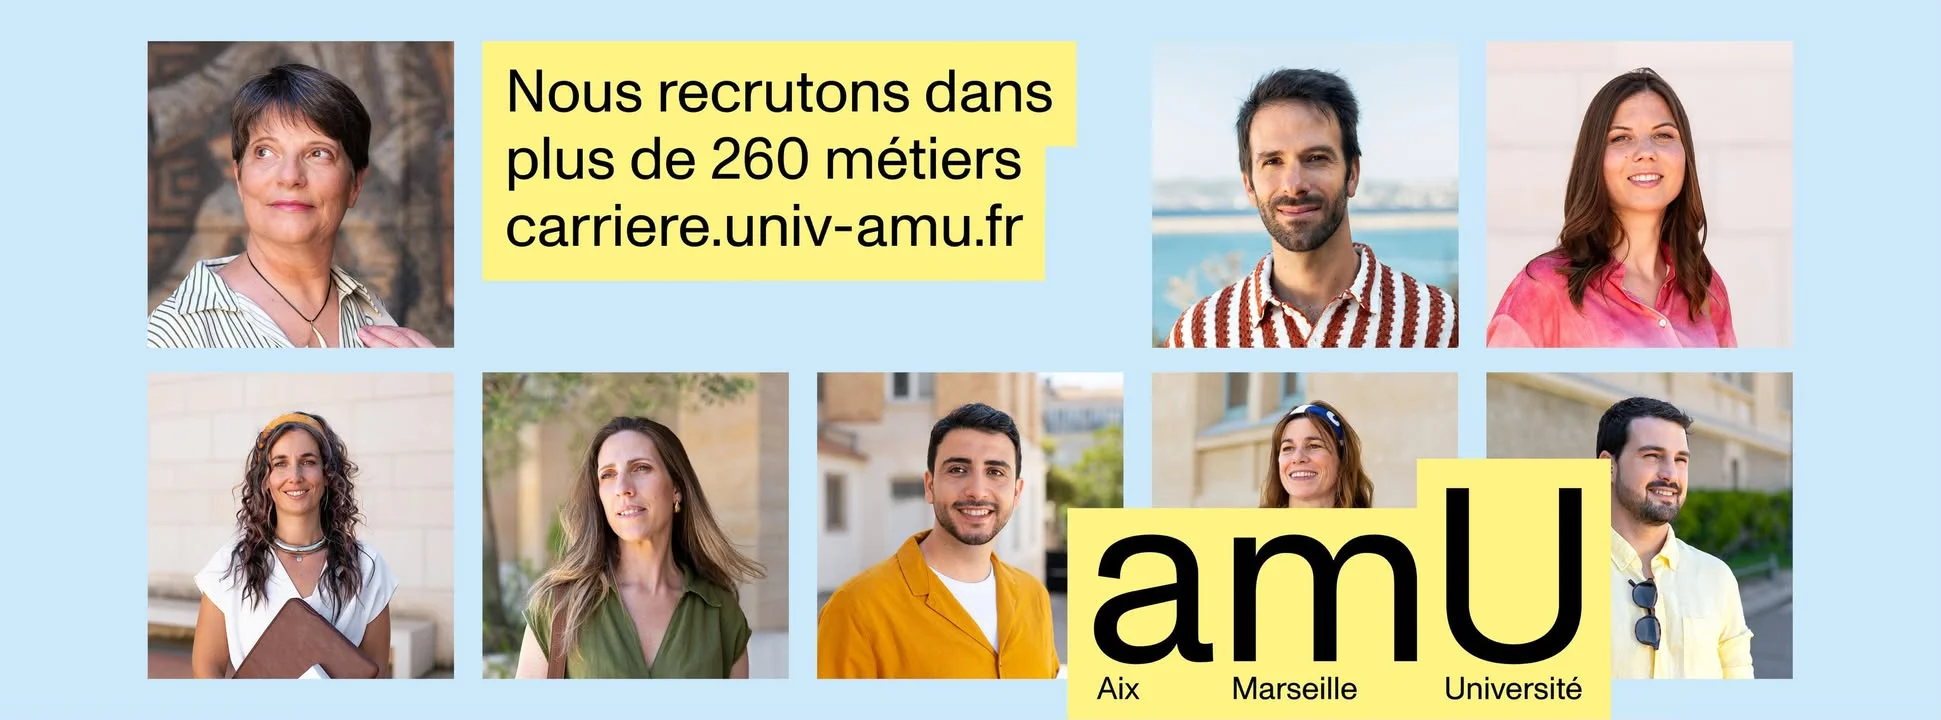 Nous recrutons dans
plus de 260 métiers
carriere.univ-amu.fr
amU
Aix Marseille Université